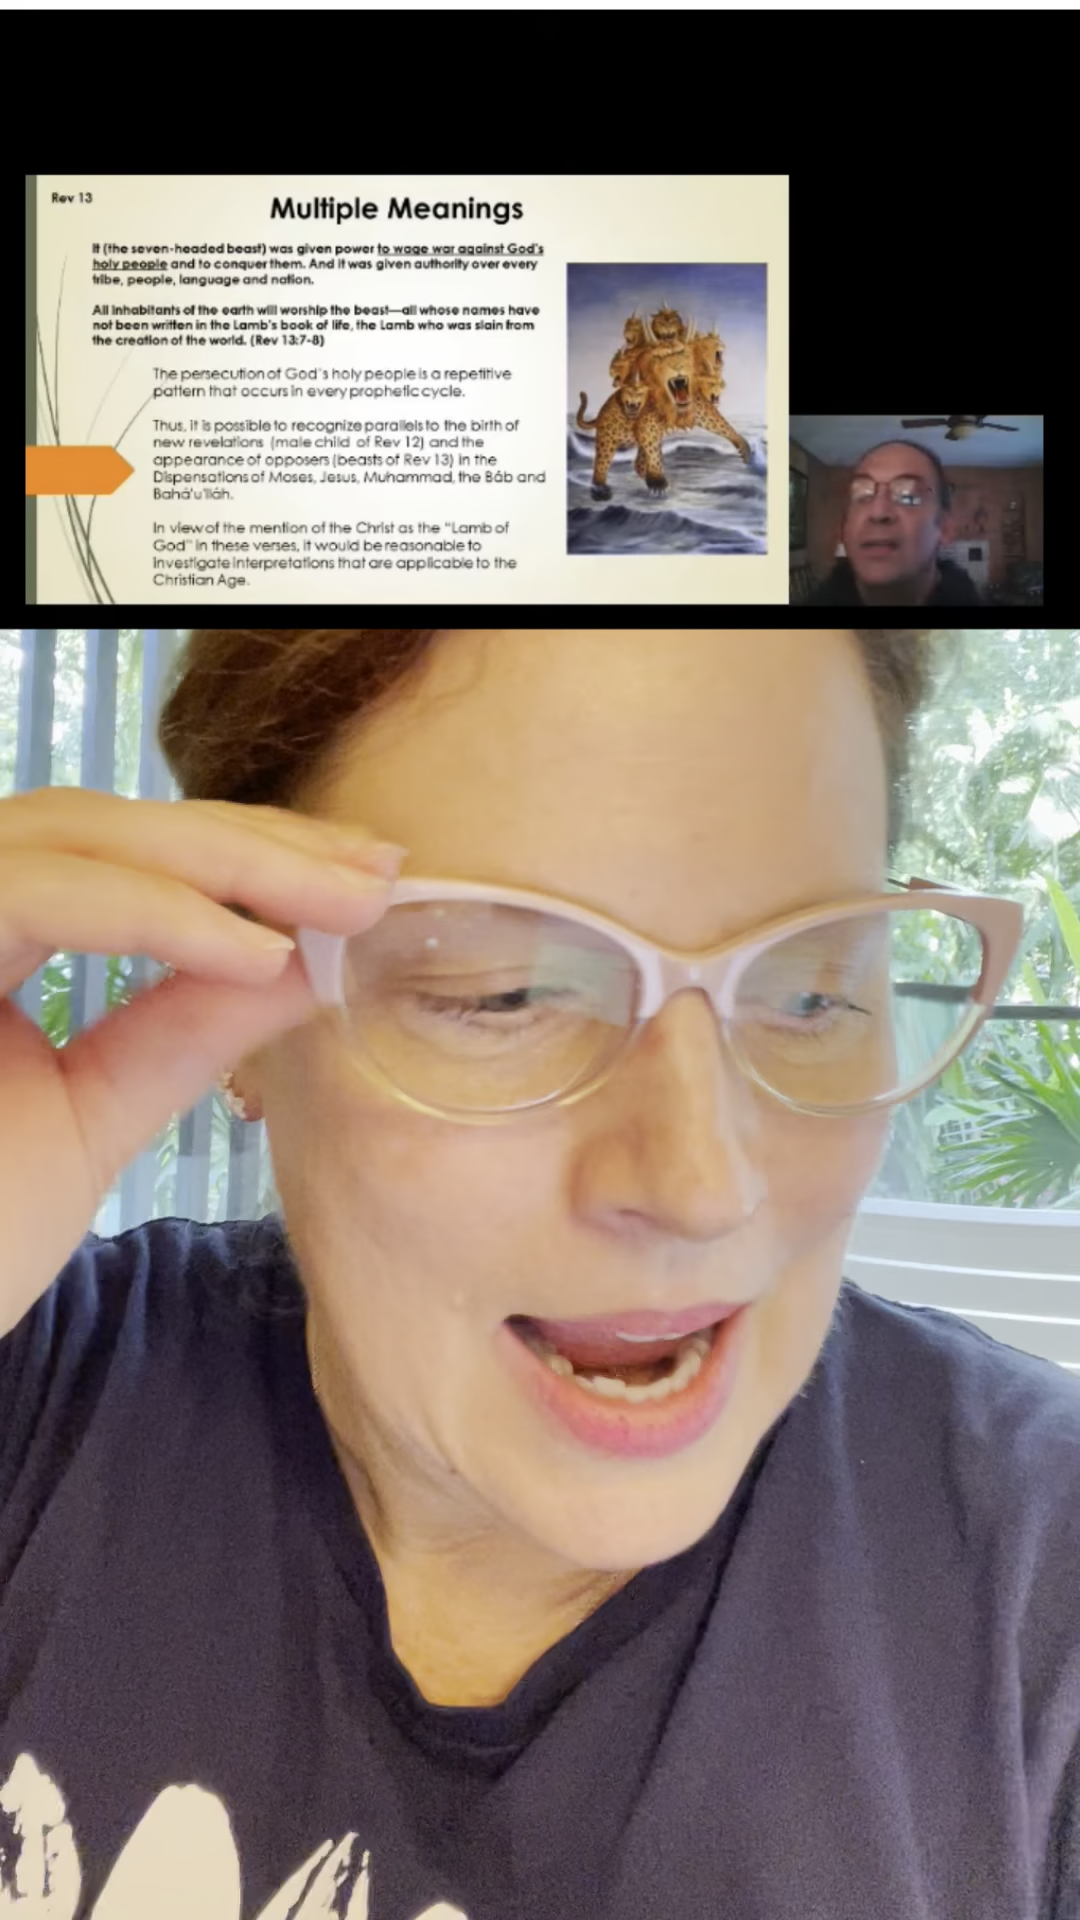 Rev 13
Multiple Meanings
It (the seven-headed beast) was given power to wage war against God's
holy people and to conquer them. And it was given authority over every
tribe, people, language and nation.
All inhabitants of the earth will worship the beast—all whose names have
not been written in the Lamb's book of life, the Lamb who was slain from
the creation of the world. (Rev 13:7-8)
The persecution of God's holy people is a repetitive
pattern that occurs in every prophetic cycle.
Thus, it is possible to recognize parallels to the birth of
new revelations (male child of Rev 12) and the
appearance of opposers (beasts of Rev 13) in the
Dispensations of Moses, Jesus, Muhammad, the Báb and
Bahá'u'lláh.
In view of the mention of the Christ as the "Lamb of
God" in these verses, it would be reasonable to
investigate interpretations that are applicable to the
Christian Age.